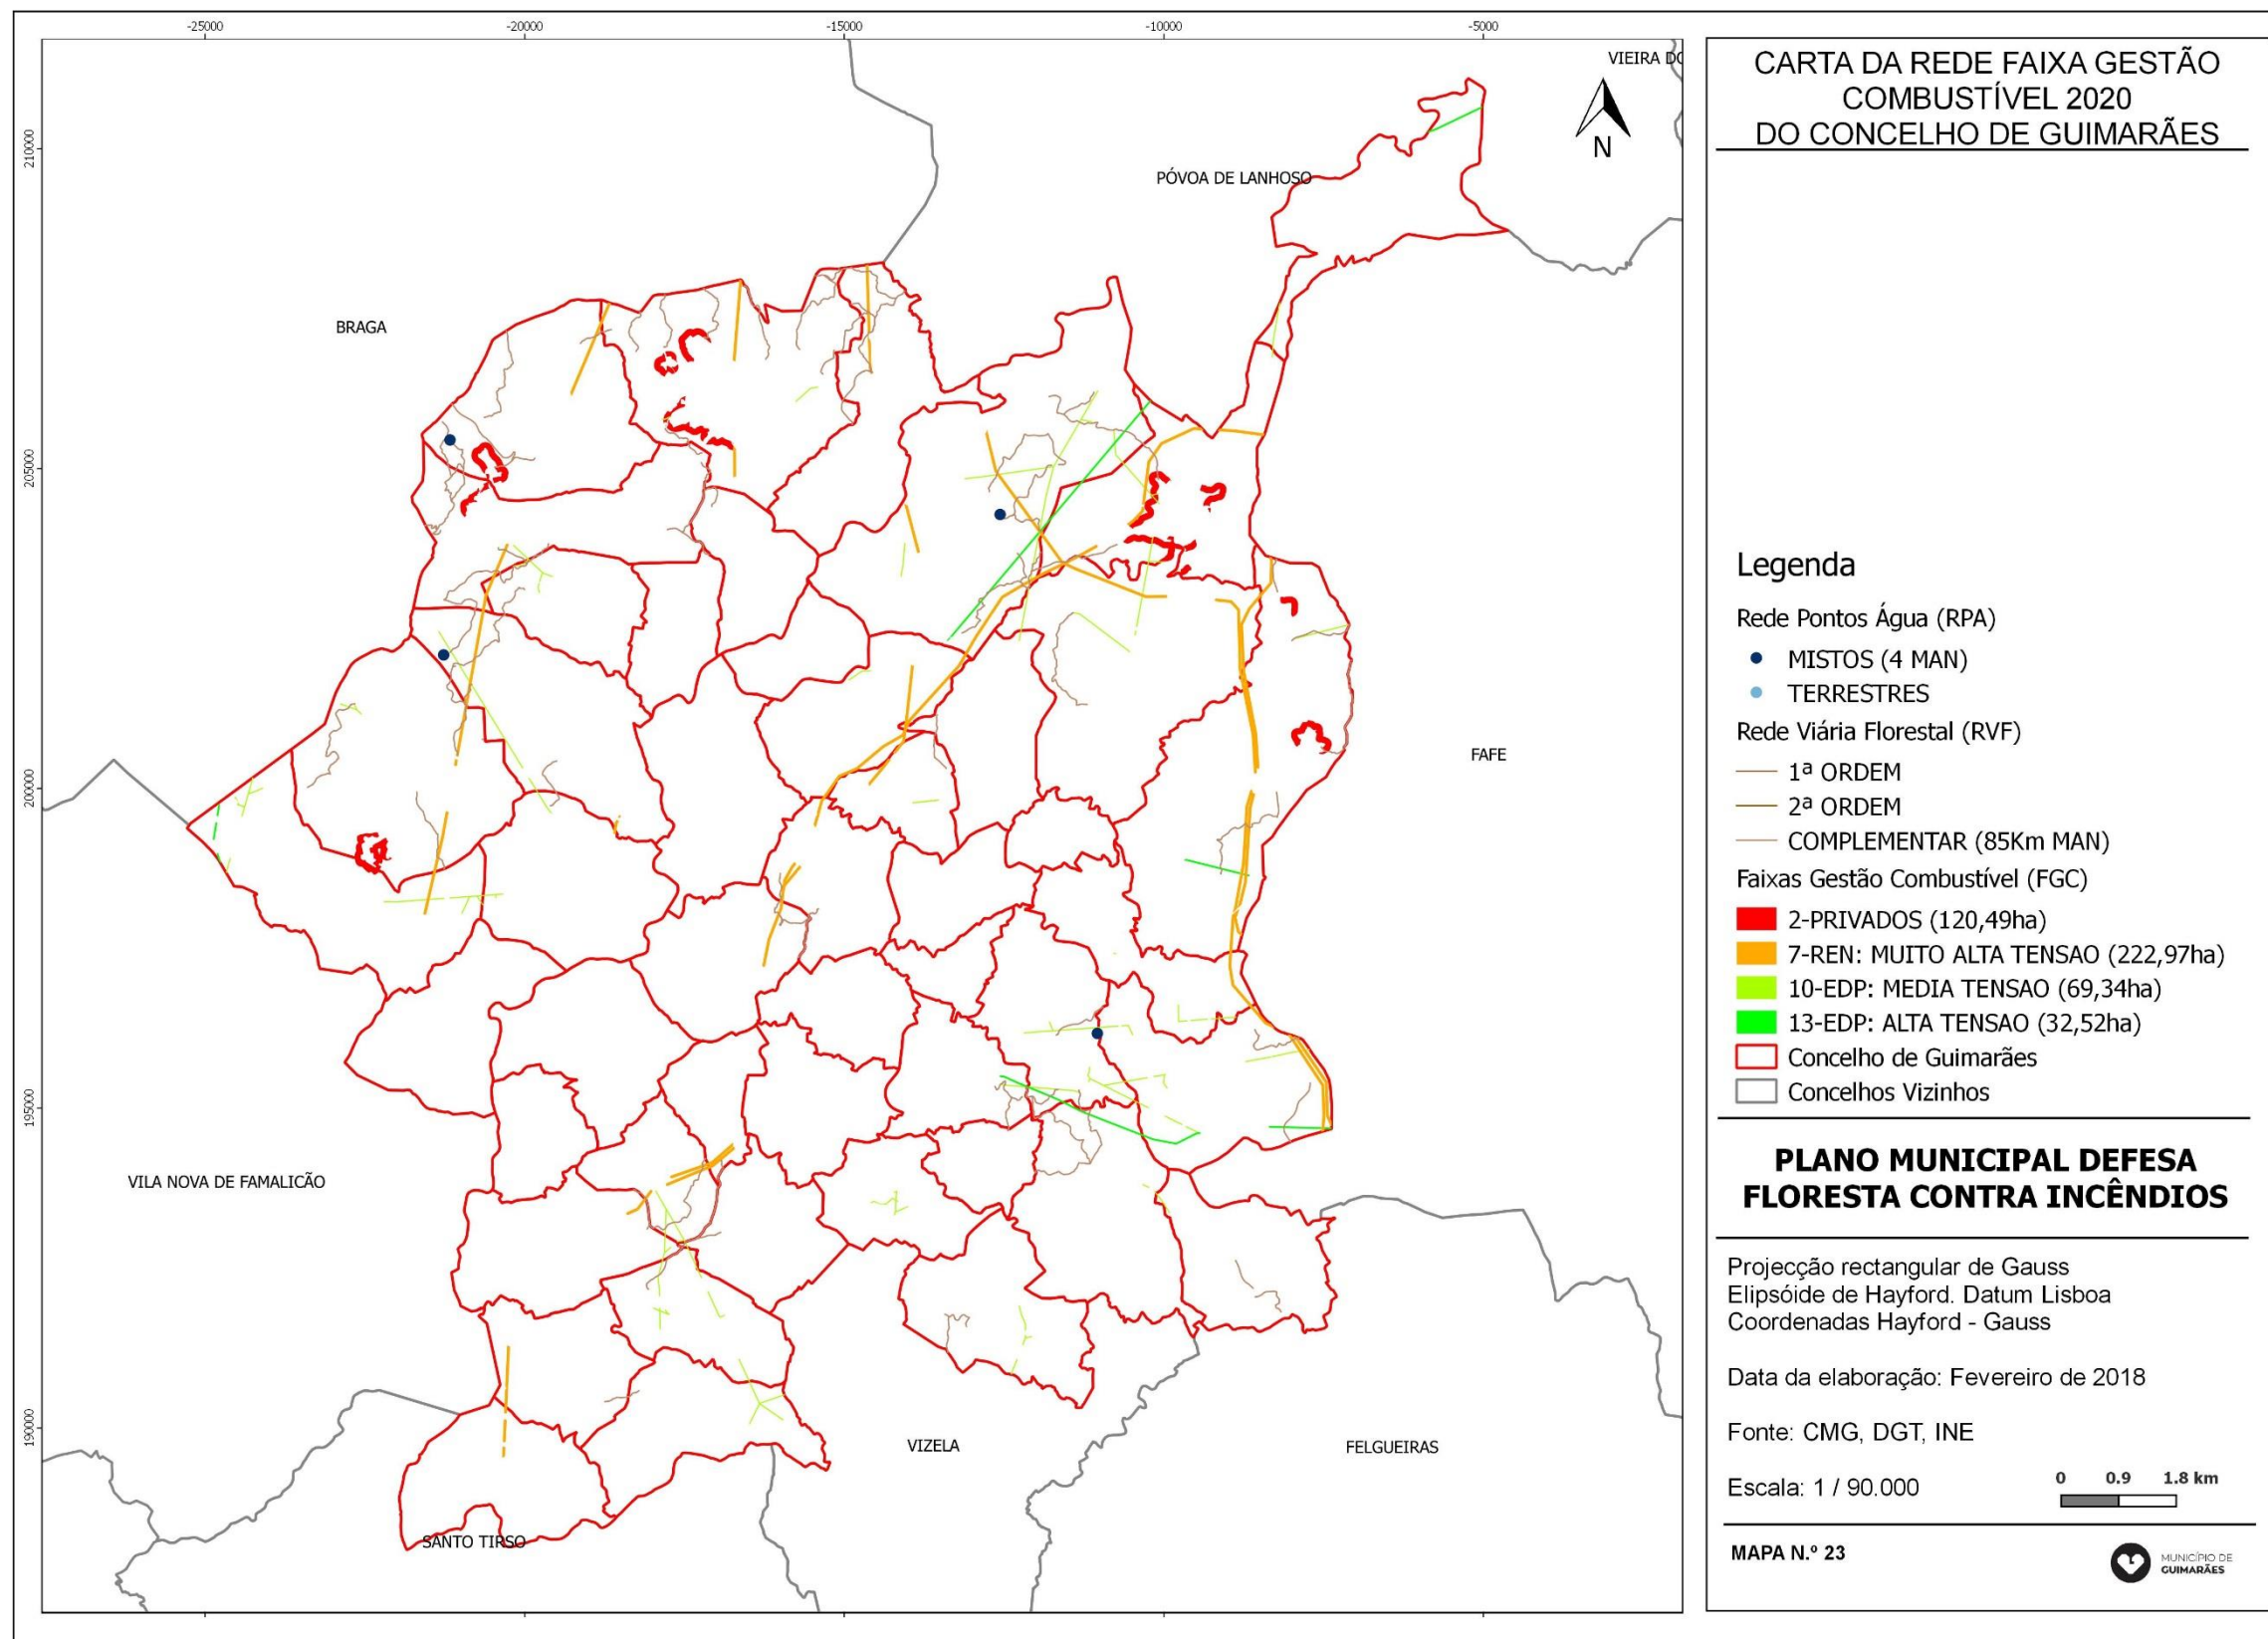 -25000
-20000
-15000
-10000
-5000
210000
205000
200000
195000
190000
VIEIRA DO
PÓVOA DE LANHOSO
BRAGA
FAFE
VILA NOVA DE FAMALICÃO
VIZELA
FELGUEIRAS
SANTO TIRSO
N
CARTA DA REDE FAIXA GESTÃO
COMBUSTÍVEL 2020
DO CONCELHO DE GUIMARÃES
Legenda
Rede Pontos Água (RPA)
MISTOS (4 MAN)
TERRESTRES
Rede Viária Florestal (RVF)
1ª ORDEM
2ª ORDEM
COMPLEMENTAR (85Km MAN)
Faixas Gestão Combustível (FGC)
2-PRIVADOS (120,49ha)
7-REN: MUITO ALTA TENSAO (222,97ha)
10-EDP: MEDIA TENSAO (69,34ha)
13-EDP: ALTA TENSAO (32,52ha)
Concelho de Guimarães
Concelhos Vizinhos
PLANO MUNICIPAL DEFESA
FLORESTA CONTRA INCÊNDIOS
Projecção rectangular de Gauss
Elipsóide de Hayford. Datum Lisboa
Coordenadas Hayford - Gauss
Data da elaboração: Fevereiro de 2018
Fonte: CMG, DGT, INE
Escala: 1 / 90.000
0 0.9 1.8 km
MAPA N.º 23
MUNICÍPIO DE
GUIMARÃES